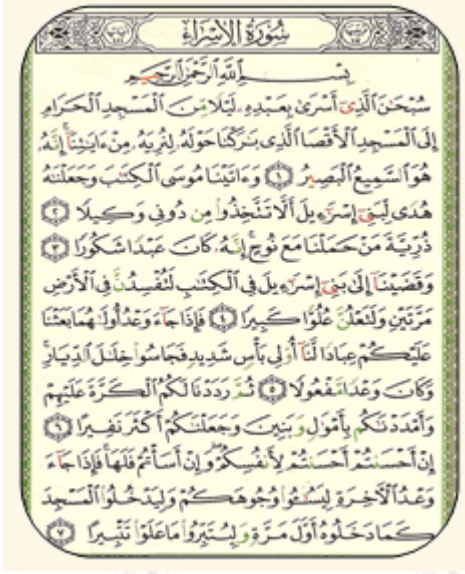 سُورَةُ الإِسْرَاءِ
بِسْمِ ٱللَّهِ ٱلرَّحْمَٰنِ ٱلرَّحِيمِ
سُبْحَٰنَ ٱلَّذِىٓ أَسْرَىٰ بِعَبْدِهِۦ لَيْلًا مِّنَ ٱلْمَسْجِدِ ٱلْحَرَامِ
إِلَى ٱلْمَسْجِدِ ٱلْأَقْصَا ٱلَّذِى بَٰرَكْنَا حَوْلَهُۥ لِنُرِيَهُۥ مِنْ ءَايَٰتِنَآ إِنَّهُۥ
هُوَ ٱلسَّمِيعُ ٱلْبَصِيرُ ١ وَءَاتَيْنَا مُوسَى ٱلْكِتَٰبَ وَجَعَلْنَٰهُ
هُدًى لِّبَنِىٓ إِسْرَٰٓءِيلَ أَلَّا تَتَّخِذُوا۟ مِن دُونِى وَكِيلًا ٢
ذُرِّيَّةَ مَنْ حَمَلْنَا مَعَ نُوحٍ إِنَّهُۥ كَانَ عَبْدًا شَكُورًا ٣
وَقَضَيْنَآ إِلَىٰ بَنِىٓ إِسْرَٰٓءِيلَ فِى ٱلْكِتَٰبِ لَتُفْسِدُنَّ فِى ٱلْأَرْضِ
مَرَّتَيْنِ وَلَتَعْلُنَّ عُلُوًّا كَبِيرًا ٤ فَإِذَا جَآءَ وَعْدُ أُولَىٰهُمَا بَعَثْنَا
عَلَيْكُمْ عِبَادًا لَّنَآ أُو۟لِى بَأْسٍ شَدِيدٍ فَجَاسُوا۟ خِلَٰلَ ٱلدِّيَارِ
وَكَانَ وَعْدًا مَّفْعُولًا ٥ ثُمَّ رَدَدْنَا لَكُمُ ٱلْكَرَّةَ عَلَيْهِمْ
وَأَمْدَدْنَٰكُم بِأَمْوَٰلٍ وَبَنِينَ وَجَعَلْنَٰكُمْ أَكْثَرَ نَفِيرًا ٦
إِنْ أَحْسَنتُمْ أَحْسَنتُمْ لِأَنفُسِكُمْ وَإِنْ أَسَأْتُمْ فَلَهَا فَإِذَا جَآءَ
وَعْدُ ٱلْءَاخِرَةِ لِيَسُۥٓـُٔوا۟ وُجُوهَكُمْ وَلِيَدْخُلُوا۟ ٱلْمَسْجِدَ
كَمَا دَخَلُوهُ أَوَّلَ مَرَّةٍ وَلِيُتَبِّرُوا۟ مَا عَلَوْا۟ تَتْبِيرًا ٧